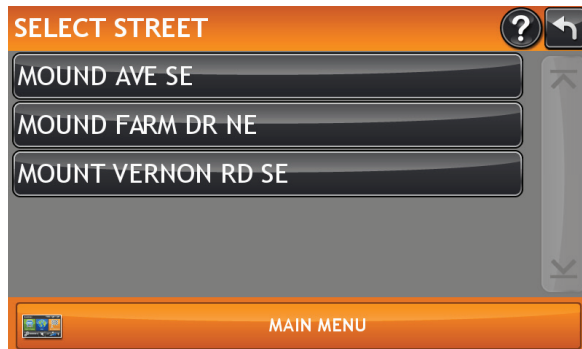 SELECT STREET
?
MOUND AVE SE
MOUND FARM DR NE
MOUNT VERNON RD SE
MAIN MENU